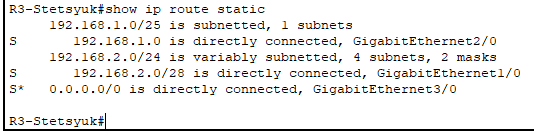 R3-Stetsyuk#show ip route static
192.168.1.0/25 is subnetted, 1 subnets
S 192.168.1.0 is directly connected, GigabitEthernet2/0
192.168.2.0/24 is variably subnetted, 4 subnets, 2 masks
S 192.168.2.0/28 is directly connected, GigabitEthernet1/0
S* 0.0.0.0/0 is directly connected, GigabitEthernet3/0
R3-Stetsyuk#